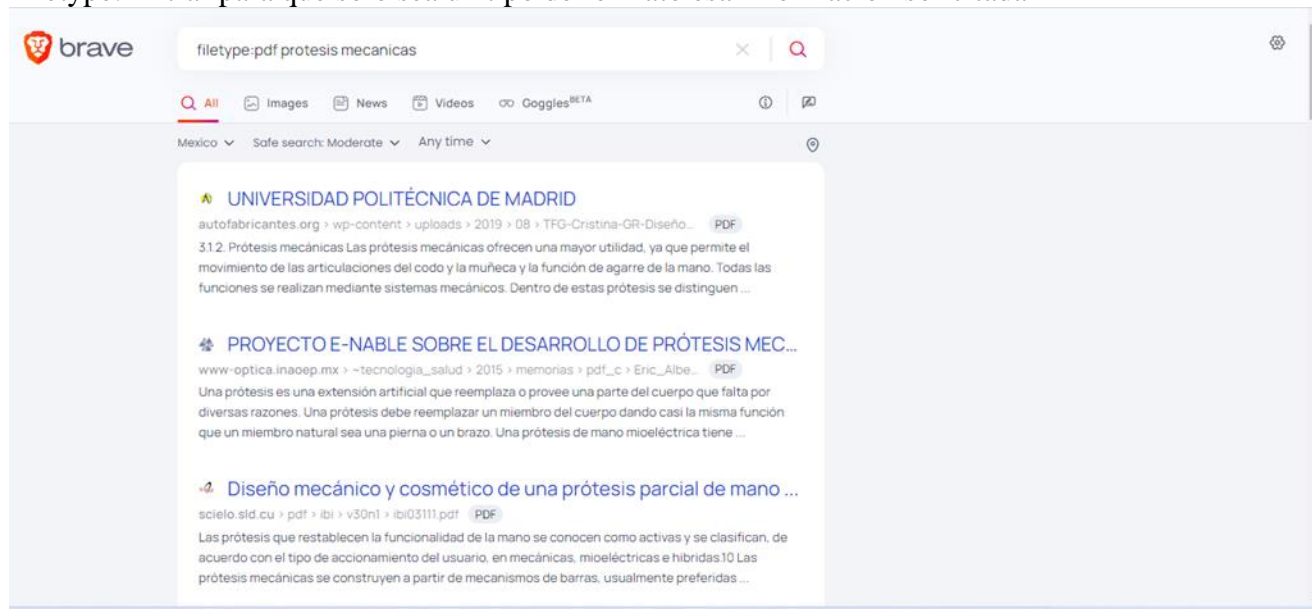 brave
filetype:pdf protesis mecanicas
All Images News Videos Goggles BETA
Mexico Safe search: Moderate Any time
UNIVERSIDAD POLITÉCNICA DE MADRID
autofabricantes.org › wp-content › uploads › 2019 › 08 › TFG-Cristina-GR-Diseño... PDF
3.1.2. Prótesis mecánicas Las prótesis mecánicas ofrecen una mayor utilidad, ya que permite el
movimiento de las articulaciones del codo y la muñeca y la función de agarre de la mano. Todas las
funciones se realizan mediante sistemas mecánicos. Dentro de estas prótesis se distinguen ...
PROYECTO E-NABLE SOBRE EL DESARROLLO DE PRÓTESIS MEC...
www-optica.inaoep.mx › ~tecnologia_salud › 2015 › memorias › pdf_c › Eric_Albe... PDF
Una prótesis es una extensión artificial que reemplaza o provee una parte del cuerpo que falta por
diversas razones. Una prótesis debe reemplazar un miembro del cuerpo dando casi la misma función
que un miembro natural sea una pierna o un brazo. Una prótesis de mano mioeléctrica tiene ...
Diseño mecánico y cosmético de una prótesis parcial de mano ...
scielo.sld.cu › pdf › ibi › v30n1 › ibi03111.pdf PDF
Las prótesis que restablecen la funcionalidad de la mano se conocen como activas y se clasifican, de
acuerdo con el tipo de accionamiento del usuario, en mecánicas, mioeléctricas e híbridas.10 Las
prótesis mecánicas se construyen a partir de mecanismos de barras, usualmente preferidas ...